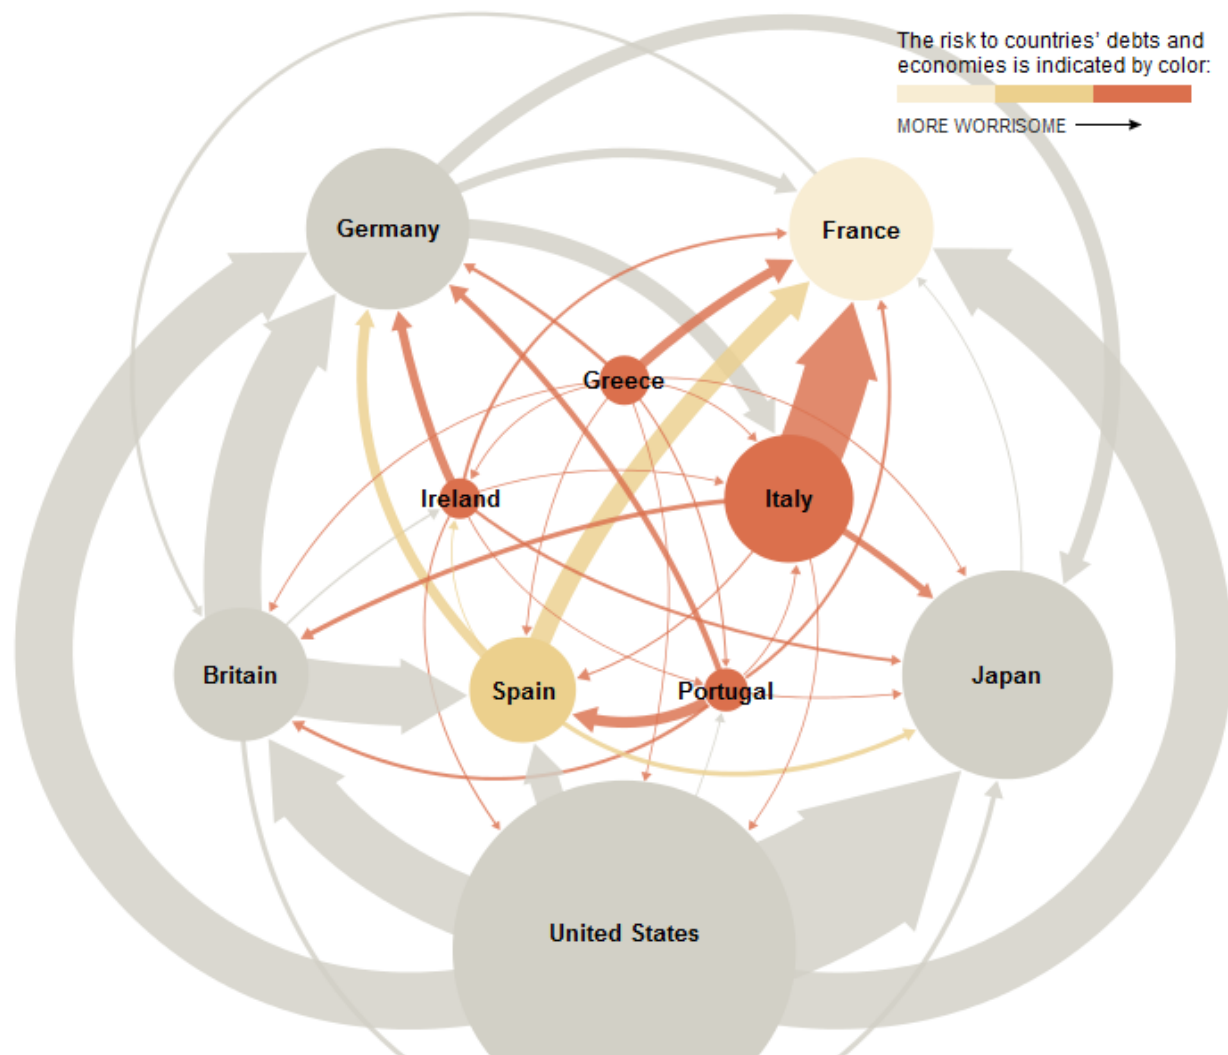 The risk to countries’ debts and
economies is indicated by color:
MORE WORRISOME
Germany
France
Greece
Ireland
Italy
Britain
Spain
Portugal
Japan
United States